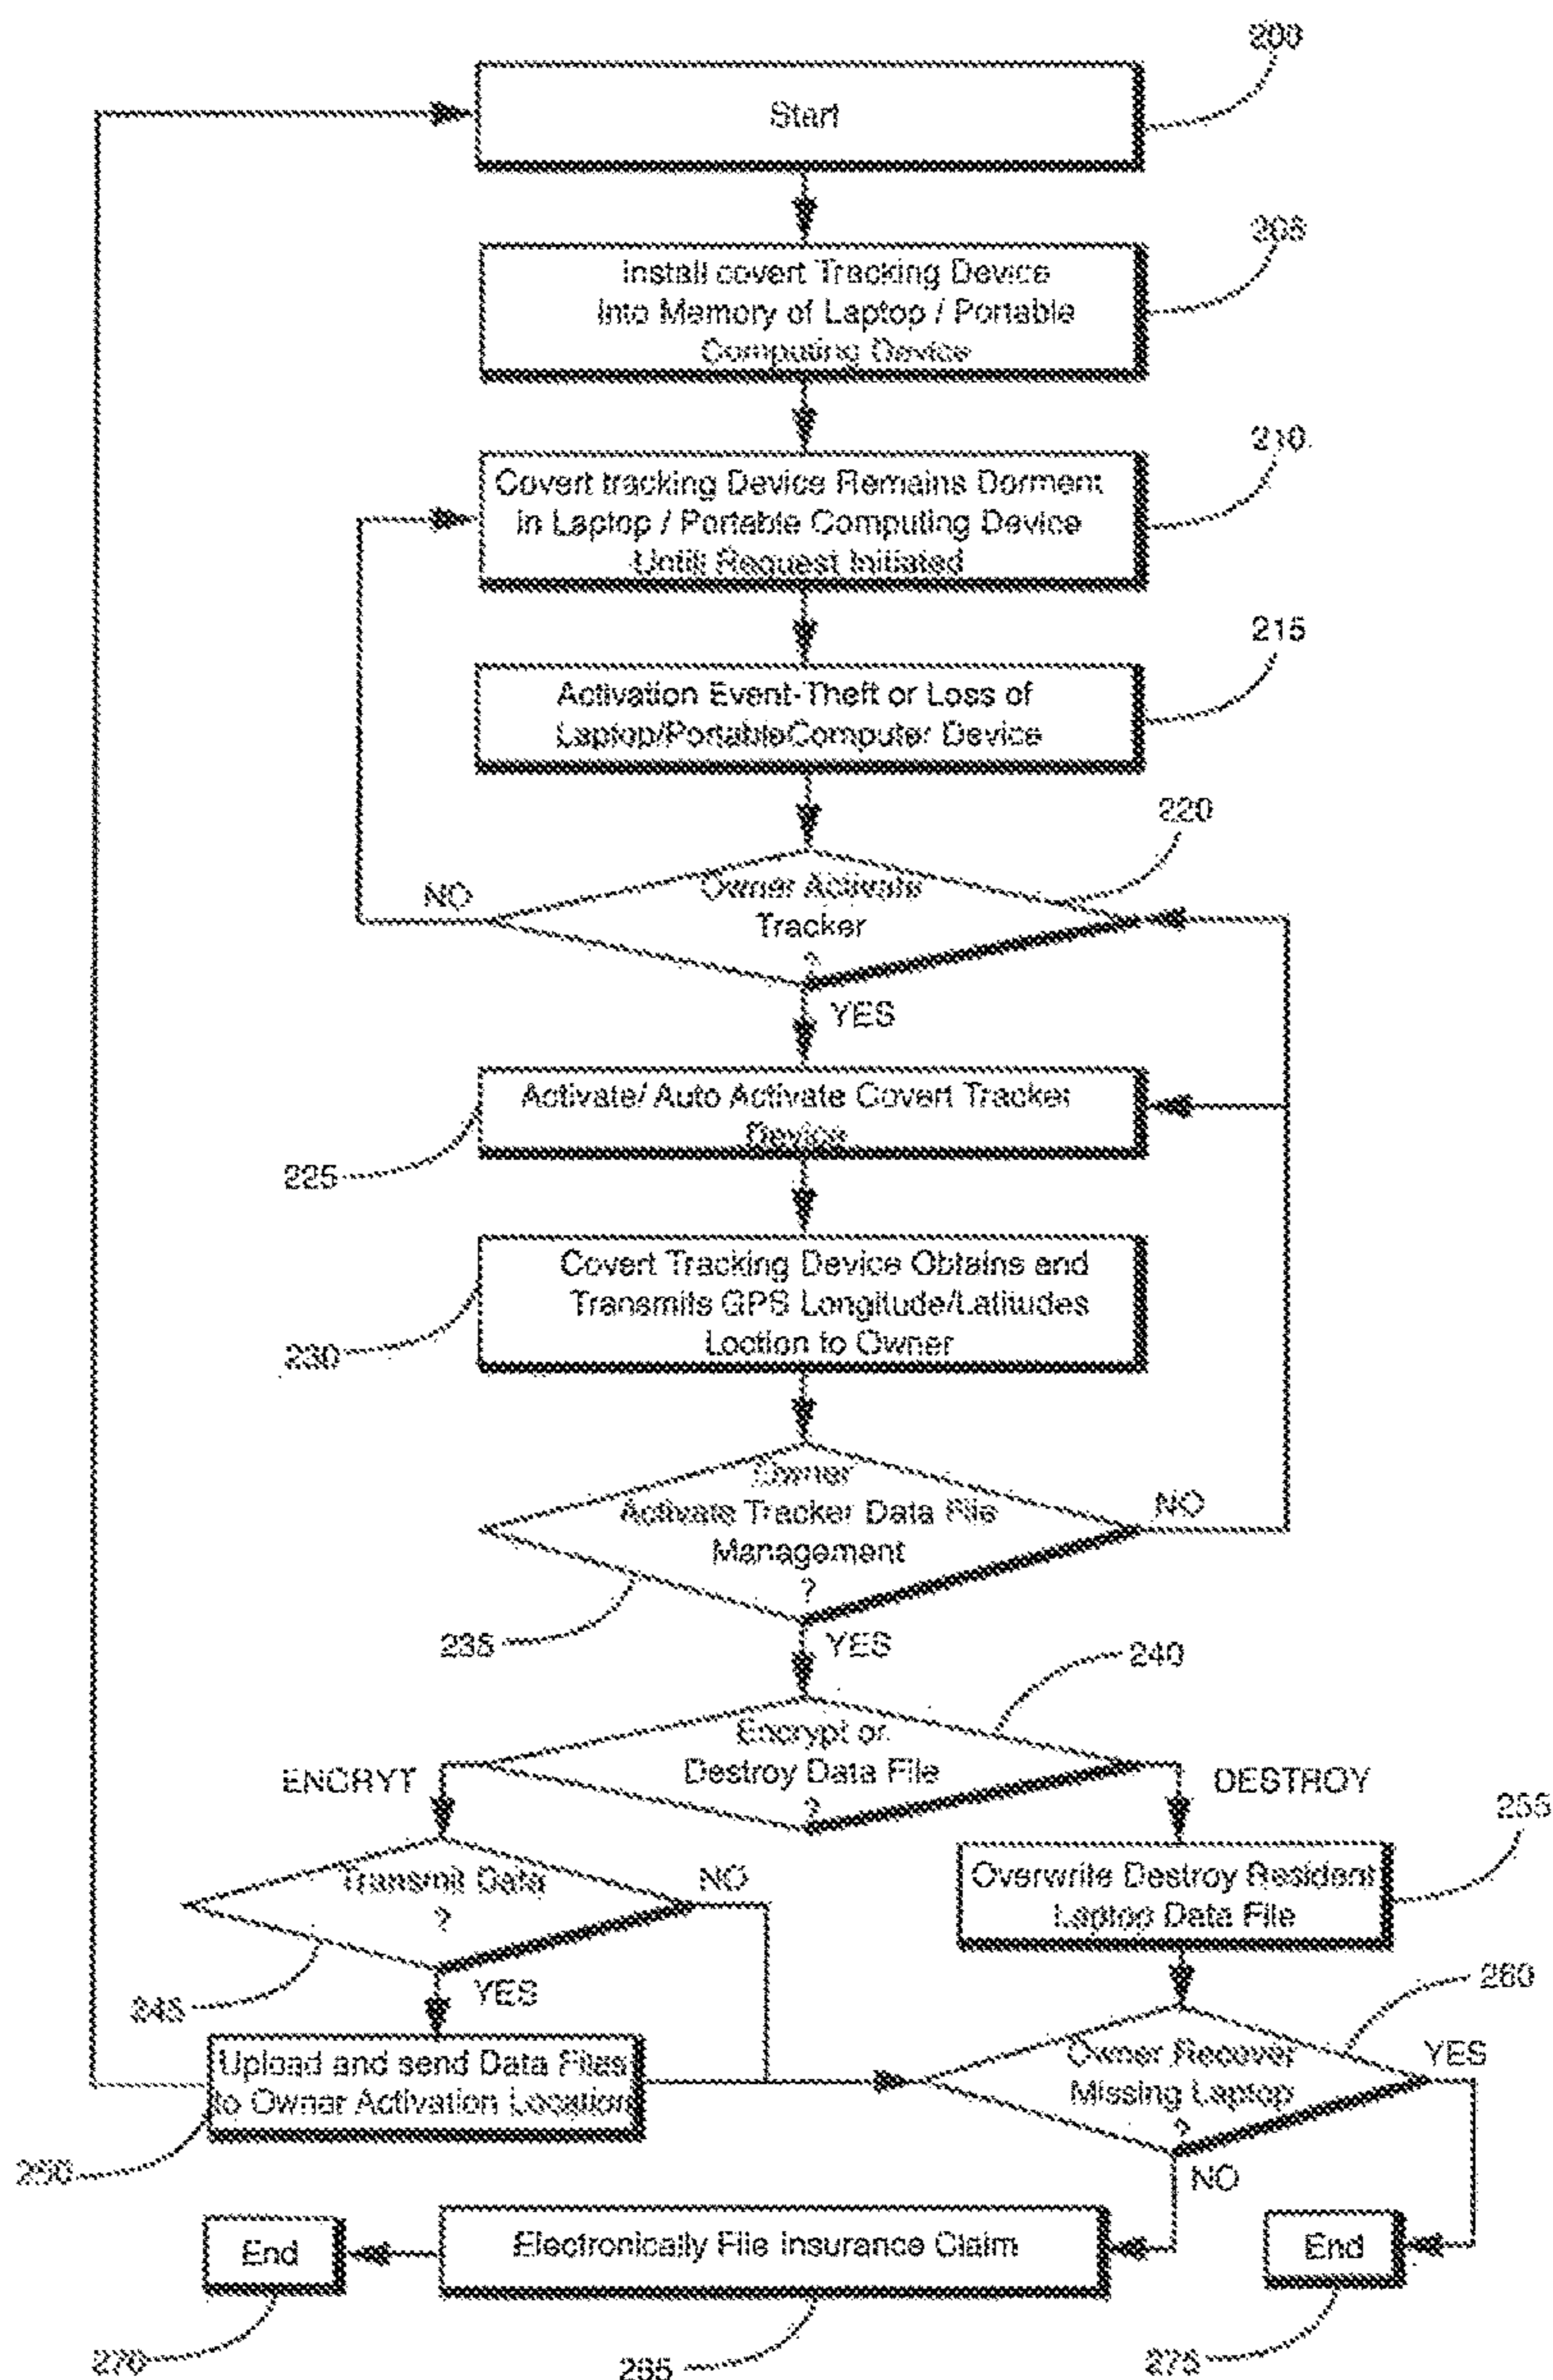 200
Start
205
Install covert Tracking Device
Into Memory of Laptop / Portable
Computing Device
210
Covert tracking Device Remains Dorment
in Laptop / Portable Computing Device
Untill Request Initiated
215
Activation Event-Theft or Loss of
Laptop/PortableComputer Device
220
Owner Activate
Tracker
?
NO
YES
Activate/ Auto Activate Covert Tracker
Device
225
Covert Tracking Device Obtains and
Transmits GPS Longitude/Latitudes
Loction to Owner
230
Owner
Activate Tracker Data File
Management
?
NO
235
YES
240
Encrypt or
Destroy Data File
?
ENCRYT
DESTROY
255
Transmit Data
?
NO
Overwrite Destroy Resident
Laptop Data File
245
YES
260
Upload and send Data Files
to Ownar Activation Location
Owner Recover
Missing Laptop
?
YES
250
NO
End
Electronically File Insurance Claim
End
270
265
275